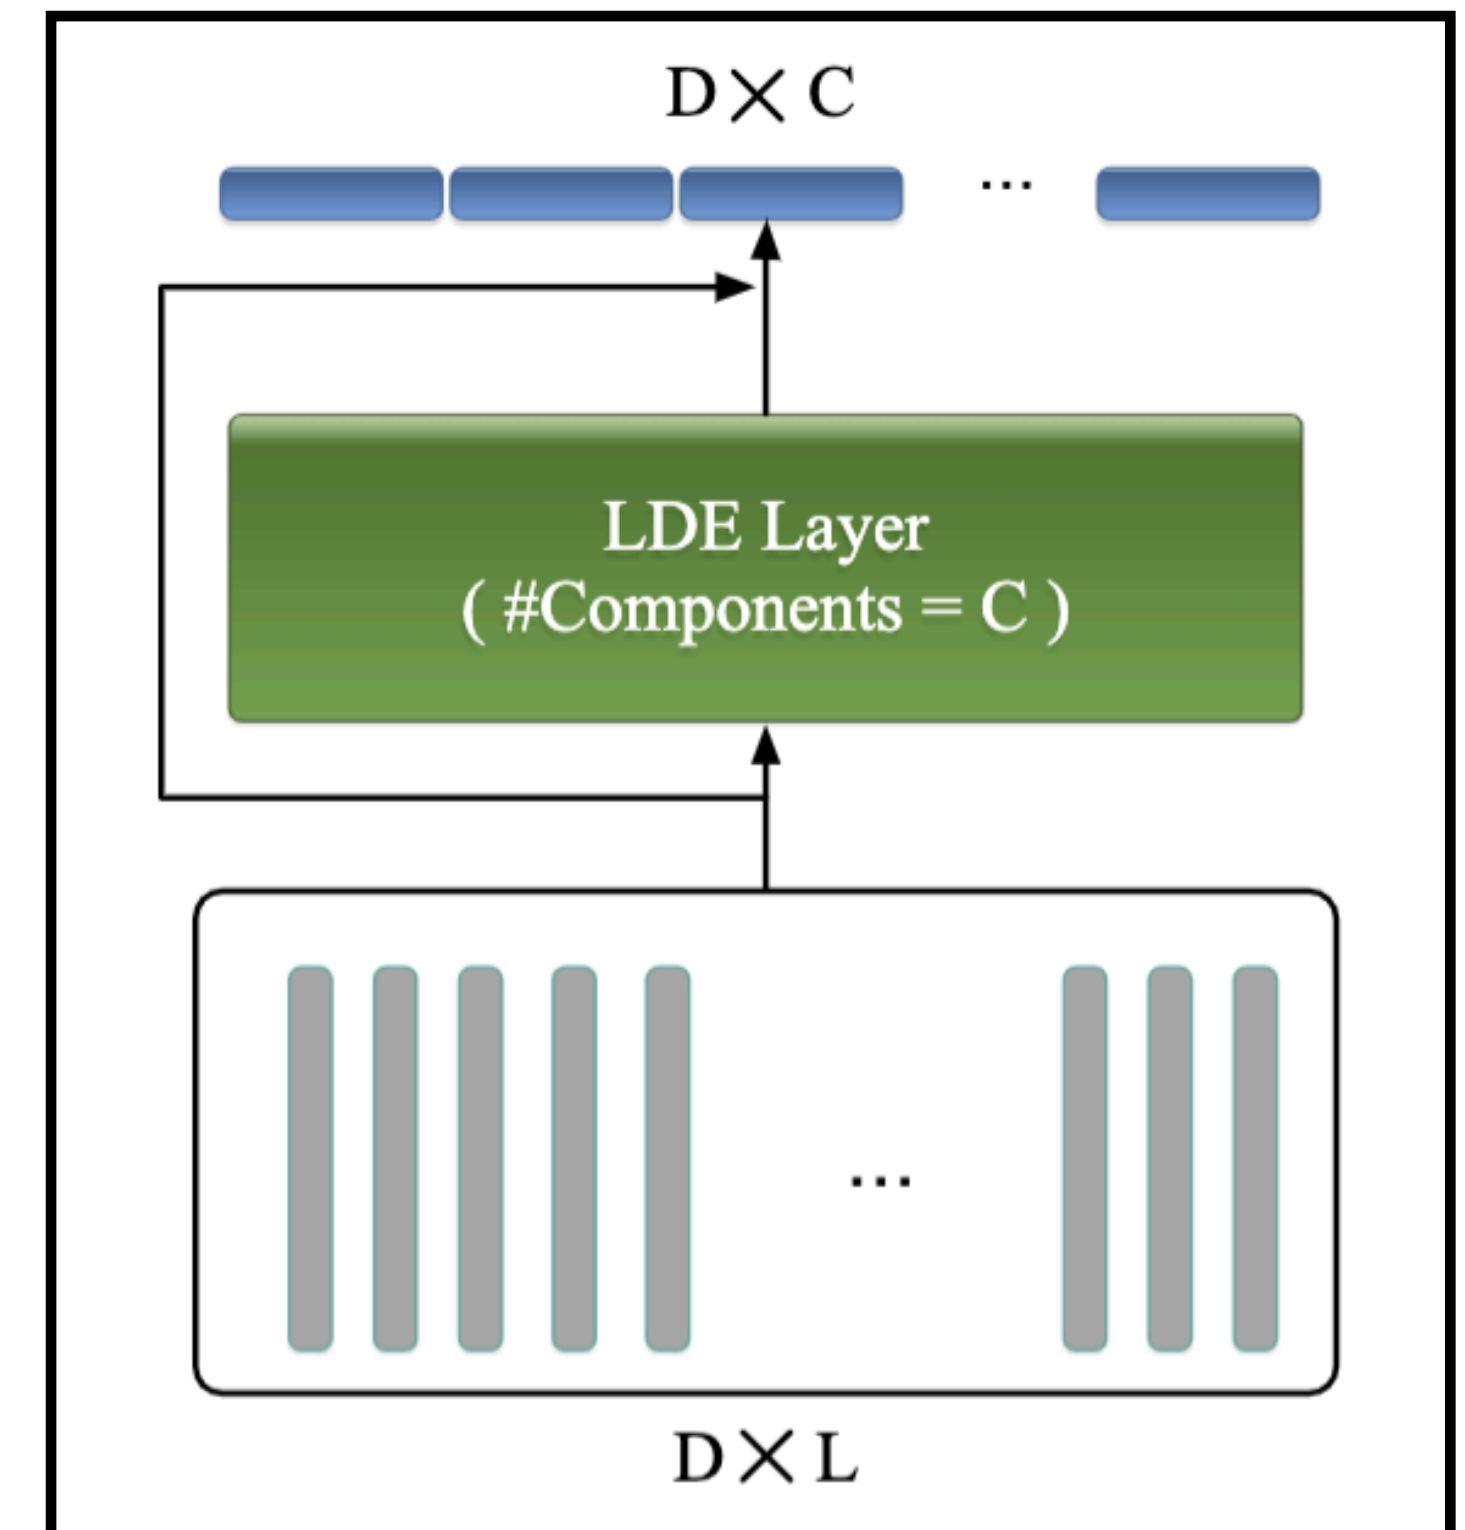 D × C
...
LDE Layer
( #Components = C )
...
D × L